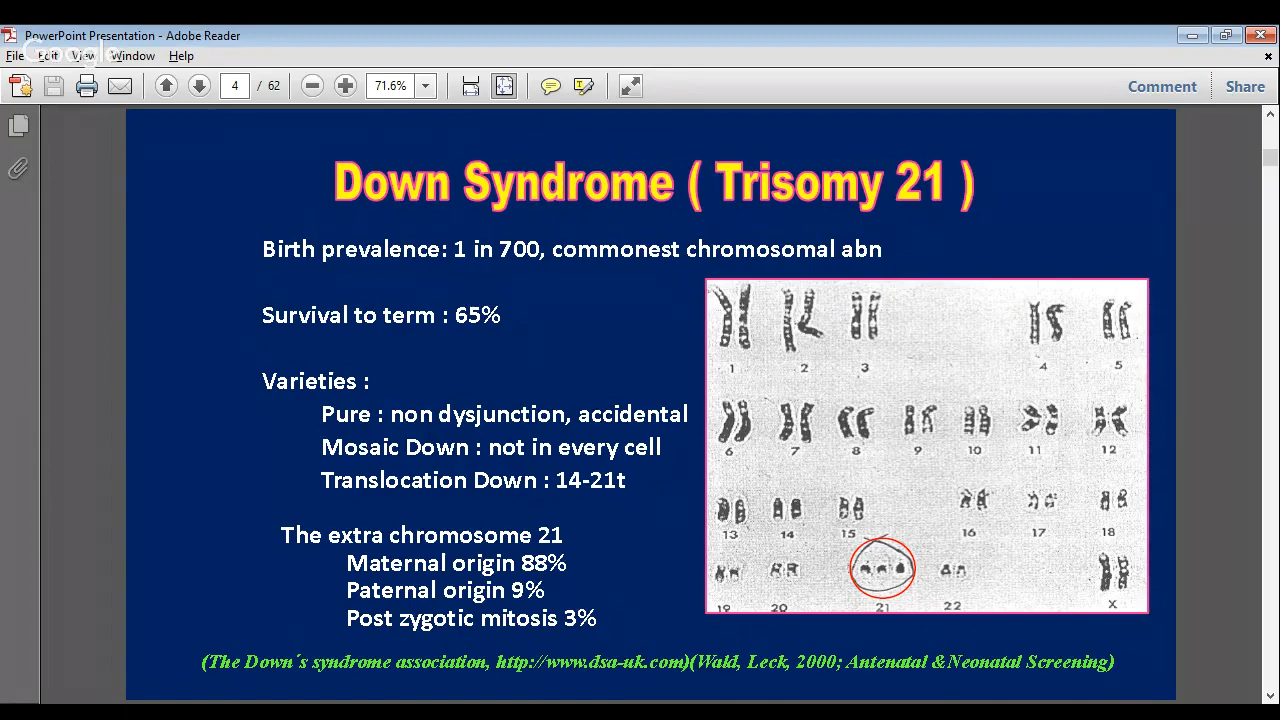 PowerPoint Presentation - Adobe Reader
Google
File Edit View Window Help
4 / 62 71.6% Comment Share
Down Syndrome ( Trisomy 21 )
Birth prevalence: 1 in 700, commonest chromosomal abn
Survival to term : 65%
Varieties :
Pure : non dysjunction, accidental
Mosaic Down : not in every cell
Translocation Down : 14-21t
The extra chromosome 21
Maternal origin 88%
Paternal origin 9%
Post zygotic mitosis 3%
1 2 3 4 5
6 7 8 9 10 11 12
13 14 15 16 17 18
19 20 21 22 X
(The Down´s syndrome association, http://www.dsa-uk.com)(Wald, Leck, 2000; Antenatal &Neonatal Screening)